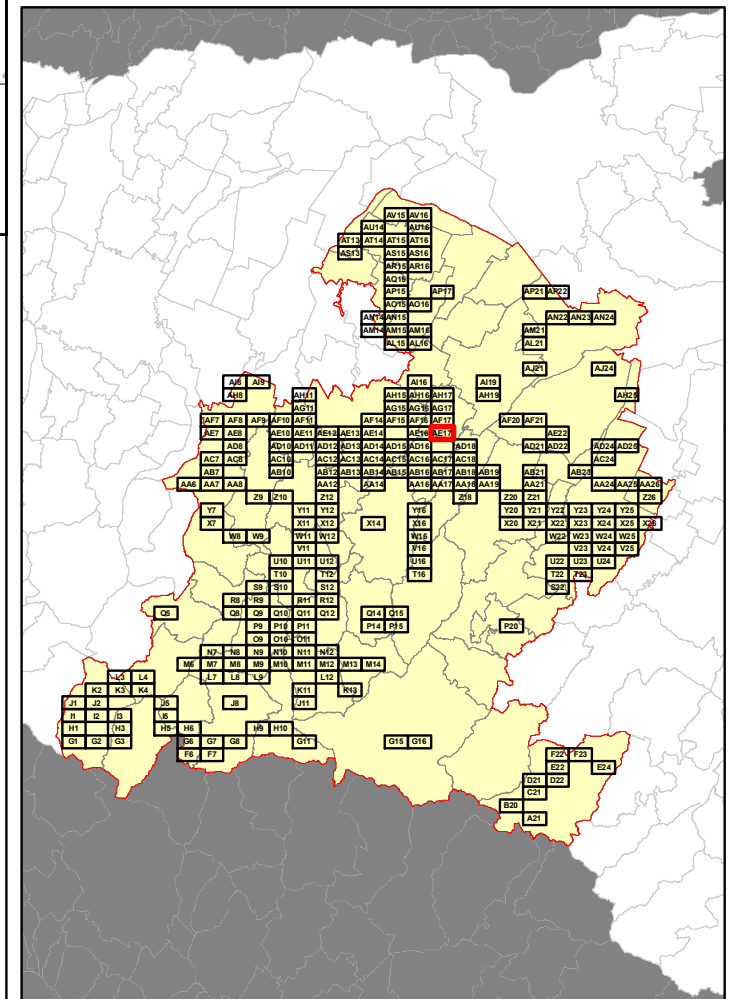 AV15 AV16
AU14 AU16
AT13 AT14 AT15 AT16
AS13 AS15 AS16
AR15 AR16
AQ15
AP15 AP17 AP21 AP22
AO15 AO16
AN14 AN15 AN22 AN23 AN24
AM14 AM15 AM16 AM21
AL15 AL16 AL21
AJ21 AJ24
AI8 AI9 AI16 AI19
AH8 AH11 AH15 AH16 AH17 AH19 AH25
AG11 AG15 AG16 AG17
AF7 AF8 AF9 AF10 AF11 AF14 AF15 AF16 AF17 AF20 AF21
AE7 AE8 AE10 AE11 AE12 AE13 AE14 AE16 AE17 AE22
AD8 AD10 AD11 AD12 AD13 AD14 AD15 AD16 AD18 AD21 AD22 AD24 AD25
AC7 AC8 AC10 AC12 AC13 AC14 AC15 AC16 AC17 AC18 AC24
AB7 AB10 AB12 AB13 AB14 AB15 AB16 AB17 AB18 AB19 AB21 AB23
AA6 AA7 AA8 AA12 AA14 AA16 AA17 AA18 AA19 AA21 AA24 AA25 AA26
Z9 Z10 Z12 Z18 Z20 Z21 Z26
Y7 Y11 Y12 Y16 Y20 Y21 Y22 Y23 Y24 Y25
X7 X11 X12 X14 X16 X20 X21 X22 X23 X24 X25 X26
W8 W9 W11 W12 W16 W22 W23 W24 W25
V11 V16 V23 V24 V25
U10 U11 U12 U16 U22 U23 U24
T10 T12 T16 T22 T23
S9 S10 S12 S22
R8 R9 R11 R12
Q5 Q8 Q9 Q10 Q11 Q12 Q14 Q15
P9 P10 P11 P14 P15 P20
O9 O10 O11
N7 N8 N9 N10 N11 N12
M6 M7 M8 M9 M10 M11 M12 M13 M14
L3 L4 L7 L8 L9 L12
K2 K3 K4 K11 K13
J1 J2 J5 J8 J11
I1 I2 I3 I5
H1 H3 H5 H6 H9 H10
G1 G2 G3 G6 G7 G8 G11 G15 G16
F6 F7 F22 F23
E22 E24
D21 D22
C21
B20
A21